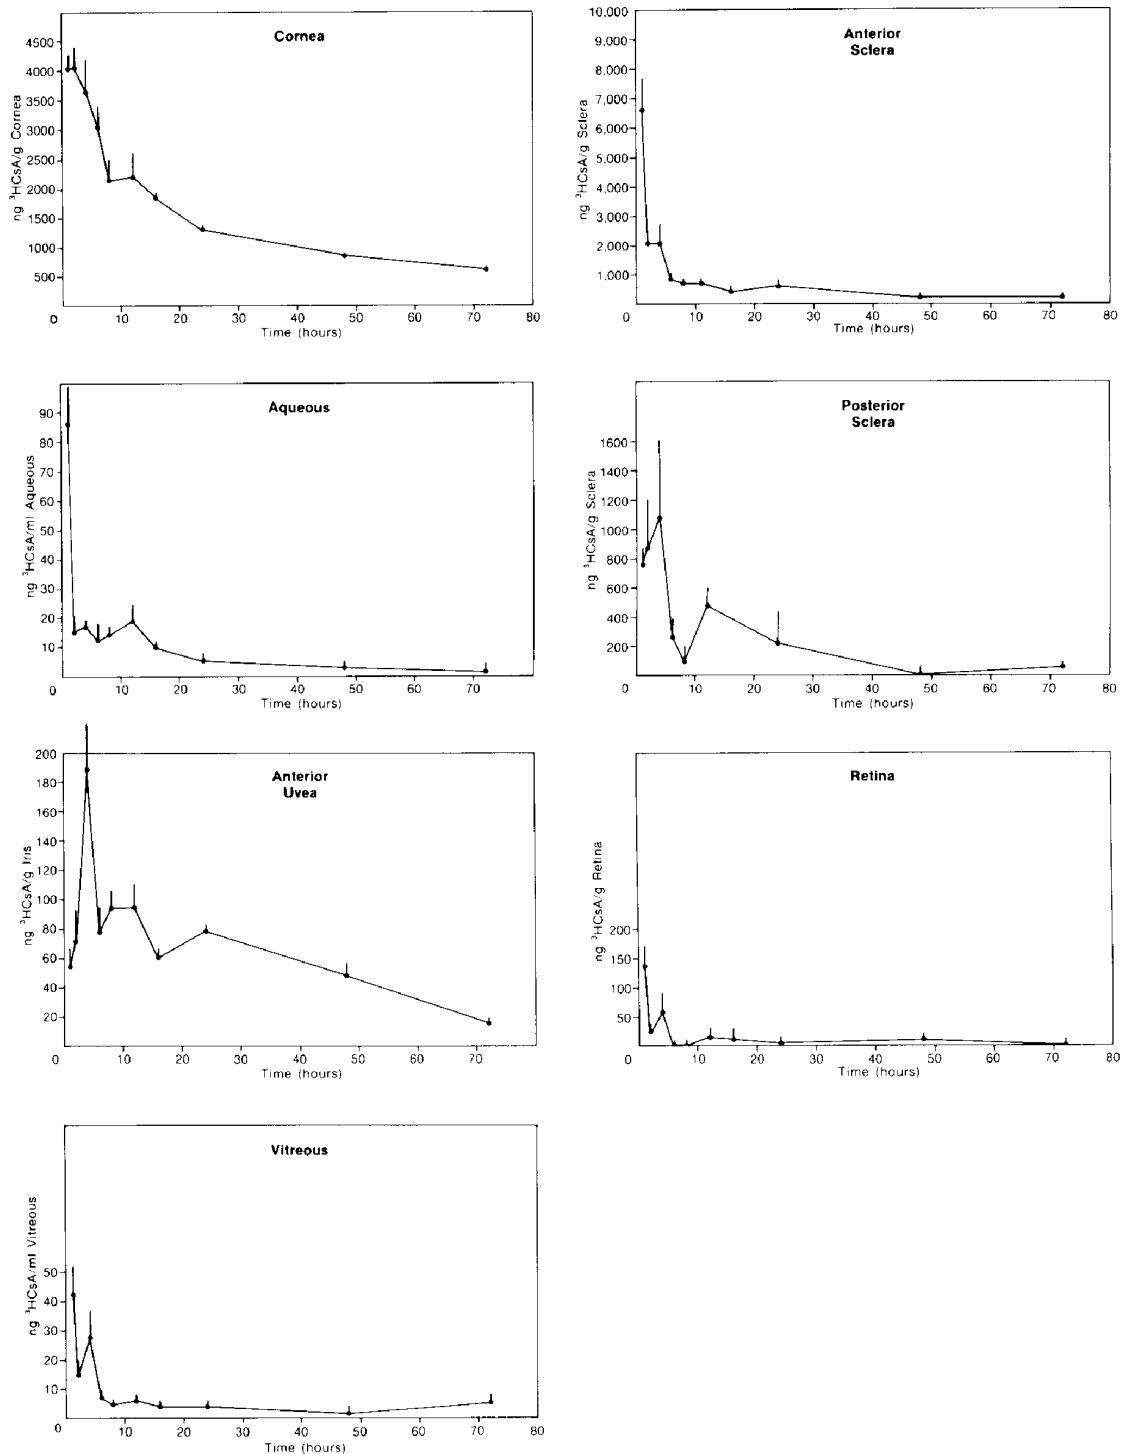 Cornea
ng ³HCsA/g Cornea
4500
4000
3500
3000
2500
2000
1500
1000
500
0
10 20 30 40 50 60 70 80
Time (hours)
Anterior
Sclera
ng ³HCsA/g Sclera
10,000
9,000
8,000
7,000
6,000
5,000
4,000
3,000
2,000
1,000
0 10 20 30 40 50 60 70 80
Time (hours)
Aqueous
ng ³HCsA/ml Aqueous
90
80
70
60
50
40
30
20
10
0 10 20 30 40 50 60 70
Time (hours)
Posterior
Sclera
ng ³HCsA/g Sclera
1600
1400
1200
1000
800
600
400
200
0 10 20 30 40 50 60 70 80
Time (hours)
Anterior
Uvea
ng ³HCsA/g Iris
200
180
160
140
120
100
80
60
40
20
0 10 20 30 40 50 60 70
Time (hours)
Retina
ng ³HCsA/g Retina
200
150
100
50
0 10 20 30 40 50 60 70 80
Time (hours)
Vitreous
ng ³HCsA/ml Vitreous
50
40
30
20
10
0 10 20 30 40 50 60 70 80
Time (hours)